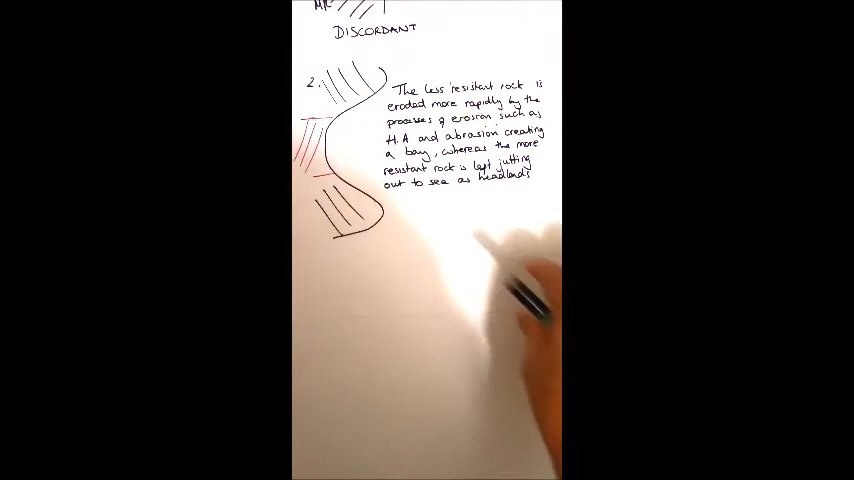 MR
DISCORDANT
2.
The less resistant rock is
eroded more rapidly by the
processes of erosion such as
H.A and abrasion creating
a bay, whereas the more
resistant rock is left jutting
out to sea as headlands